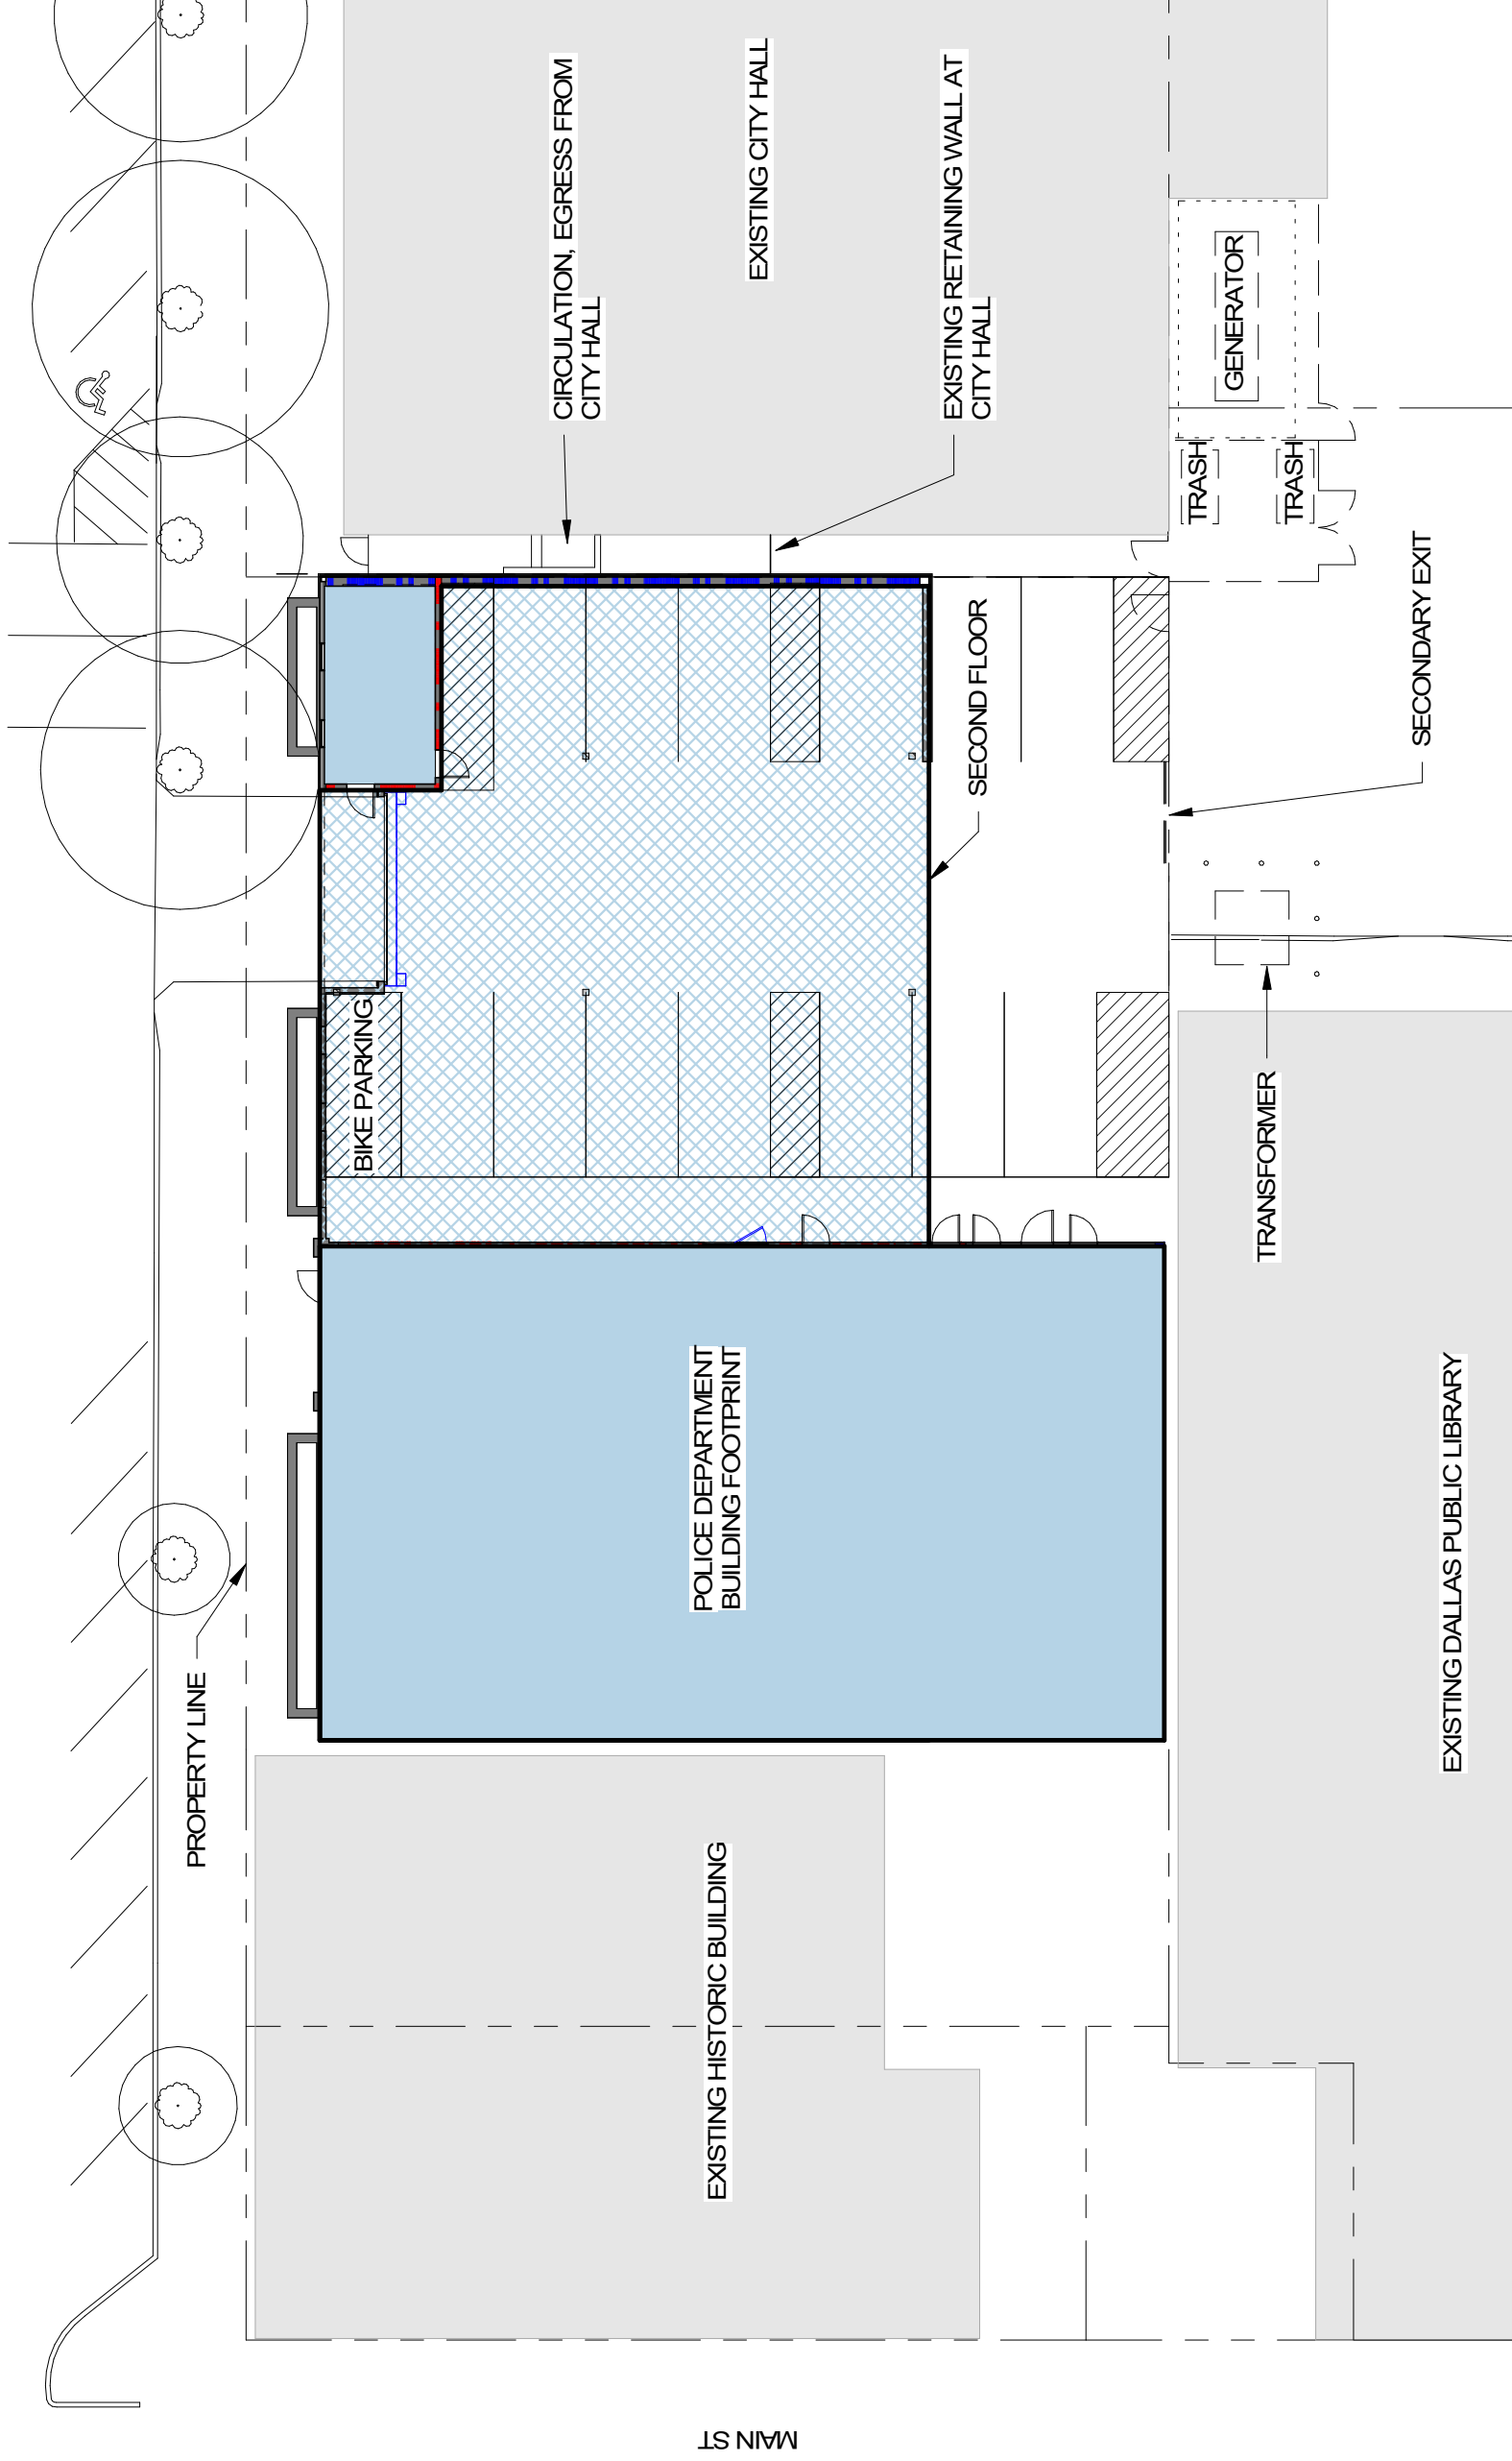 CIRCULATION, EGRESS FROM
CITY HALL
EXISTING CITY HALL
EXISTING RETAINING WALL AT
CITY HALL
GENERATOR
TRASH
TRASH
SECONDARY EXIT
SECOND FLOOR
BIKE PARKING
TRANSFORMER
POLICE DEPARTMENT
BUILDING FOOTPRINT
PROPERTY LINE
EXISTING DALLAS PUBLIC LIBRARY
EXISTING HISTORIC BUILDING
MAIN ST